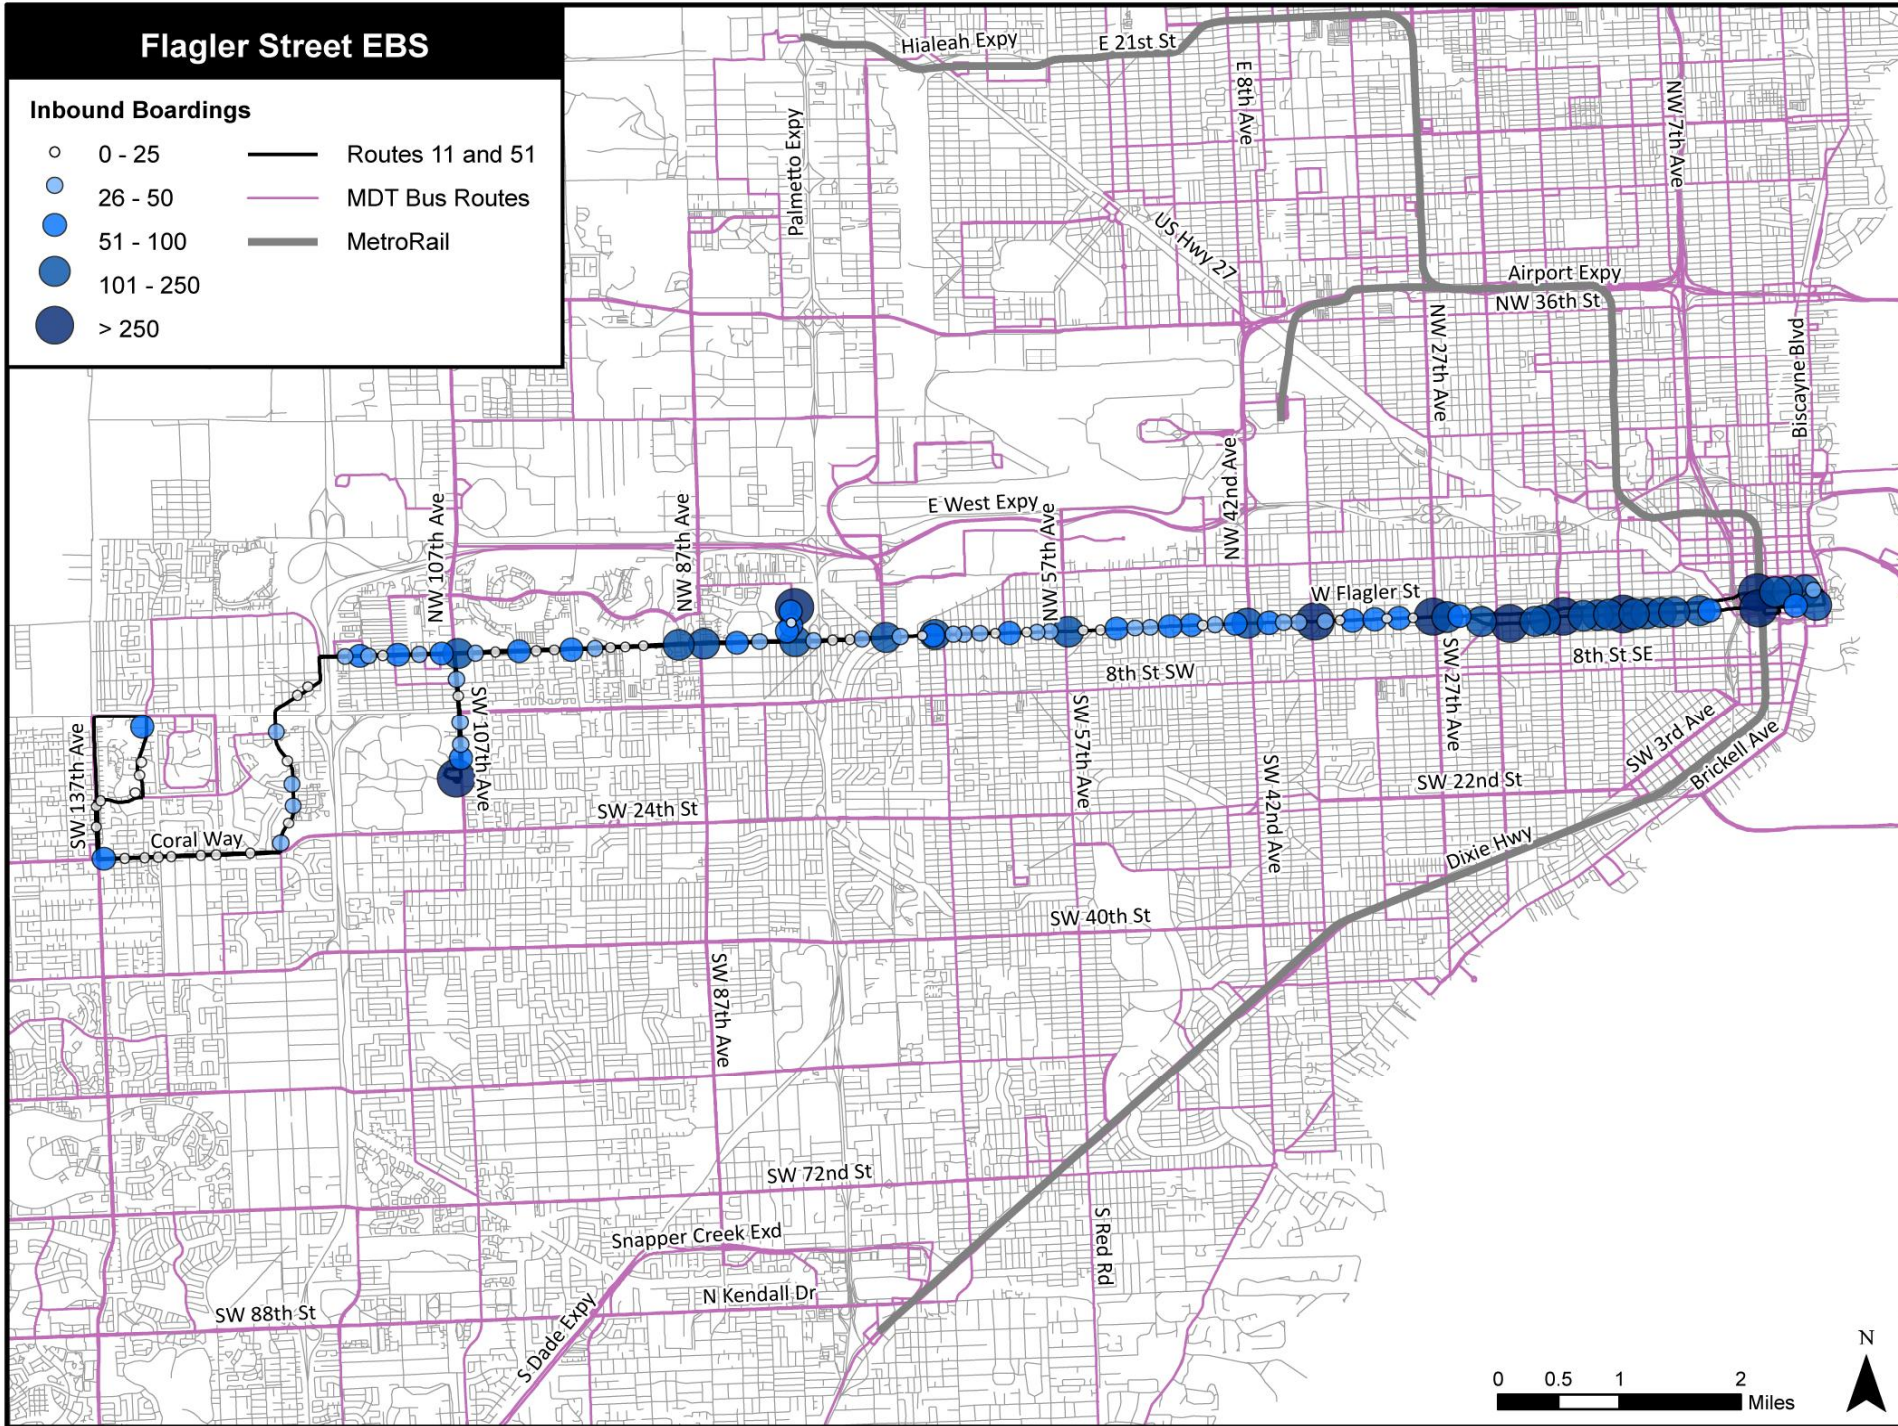 Flagler Street EBS
Inbound Boardings
0 - 25
26 - 50
51 - 100
101 - 250
> 250
Routes 11 and 51
MDT Bus Routes
MetroRail
Hialeah Expy
E 21st St
E 8th Ave
NW 7th Ave
Palmetto Expy
US Hwy 27
Airport Expy
NW 36th St
NW 27th Ave
Biscayne Blvd
NW 42nd Ave
E West Expy
NW 107th Ave
NW 87th Ave
NW 57th Ave
W Flagler St
8th St SW
8th St SE
SW 107th Ave
SW 57th Ave
SW 27th Ave
SW 137th Ave
SW 42nd Ave
SW 3rd Ave
Brickell Ave
SW 24th St
SW 22nd St
Coral Way
Dixie Hwy
SW 40th St
SW 87th Ave
SW 72nd St
Snapper Creek Exd
S Red Rd
N Kendall Dr
SW 88th St
S Dade Expy
N
0 0.5 1 2
Miles